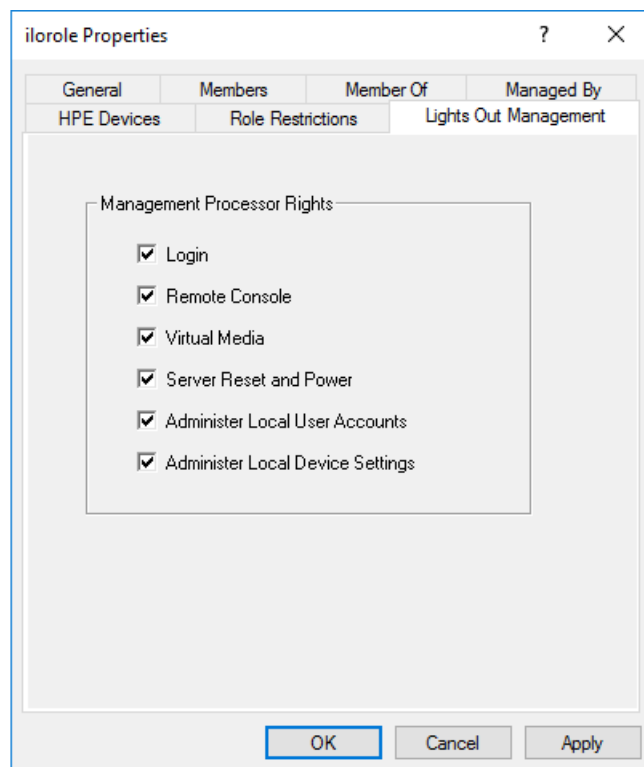 ilorole Properties ?
General Members Member Of Managed By
HPE Devices Role Restrictions Lights Out Management
Management Processor Rights
Login
Remote Console
Virtual Media
Server Reset and Power
Administer Local User Accounts
Administer Local Device Settings
OK Cancel Apply